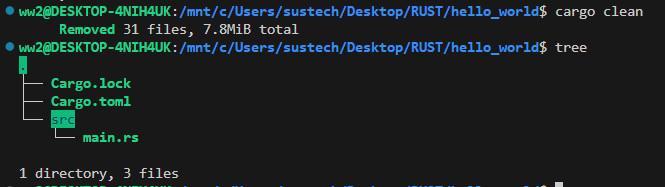 ww2@DESKTOP-4NIH4UK:/mnt/c/Users/sustech/Desktop/RUST/hello_world$ cargo clean
     Removed 31 files, 7.8MiB total
ww2@DESKTOP-4NIH4UK:/mnt/c/Users/sustech/Desktop/RUST/hello_world$ tree
.
├── Cargo.lock
├── Cargo.toml
└── src
    └── main.rs

1 directory, 3 files